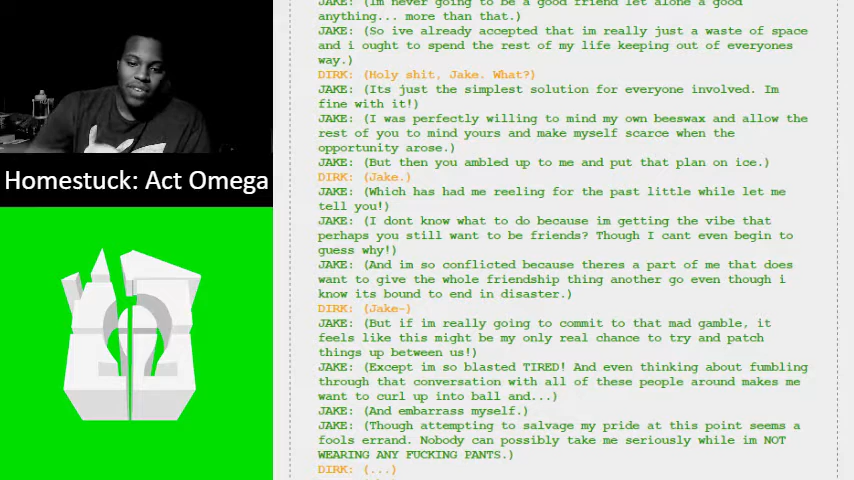 JAKE: (Im never going to be a good friend let alone a good
anything... more than that.)
JAKE: (So ive already accepted that im really just a waste of space
and i ought to spend the rest of my life keeping out of everyones
way.)
DIRK: (Holy shit, Jake. What?)
JAKE: (Its just the simplest solution for everyone involved. Im
fine with it!)
JAKE: (I was perfectly willing to mind my own beeswax and allow the
rest of you to mind yours and make myself scarce when the
opportunity arose.)
JAKE: (But then you ambled up to me and put that plan on ice.)
DIRK: (Jake.)
JAKE: (Which has had me reeling for the past little while let me
tell you!)
JAKE: (I dont know what to do because im getting the vibe that
perhaps you still want to be friends? Though I cant even begin to
guess why!)
JAKE: (And im so conflicted because theres a part of me that does
want to give the whole friendship thing another go even though i
know its bound to end in disaster.)
DIRK: (Jake-)
JAKE: (But if im really going to commit to that mad gamble, it
feels like this might be my only real chance to try and patch
things up between us!)
JAKE: (Except im so blasted TIRED! And even thinking about fumbling
through that conversation with all of these people around makes me
want to curl up into ball and...)
JAKE: (And embarrass myself.)
JAKE: (Though attempting to salvage my pride at this point seems a
fools errand. Nobody can possibly take me seriously while im NOT
WEARING ANY FUCKING PANTS.)
DIRK: (...)
Homestuck: Act Omega
Ω